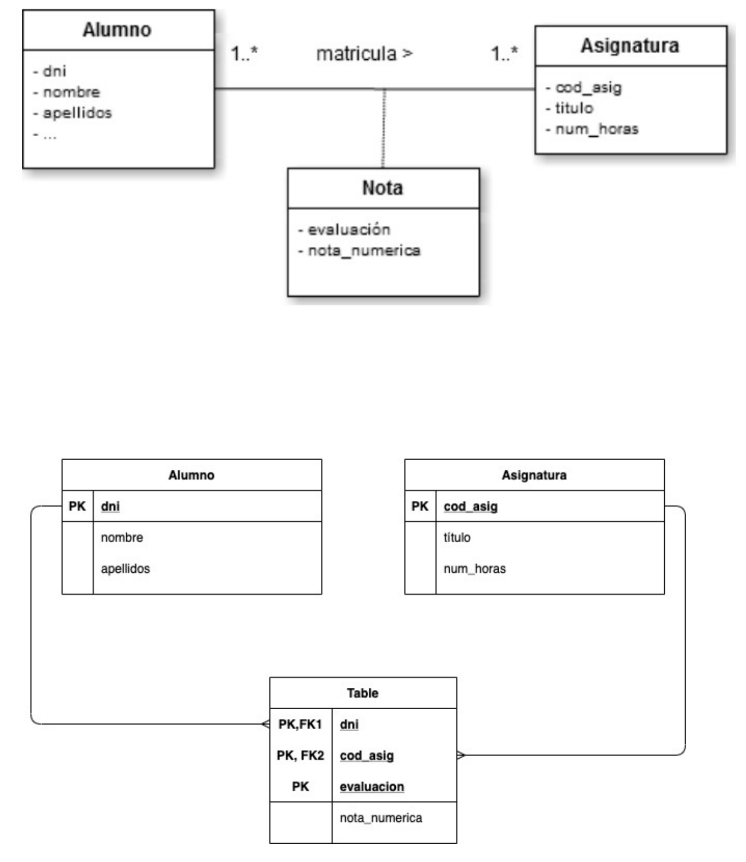 Alumno
- dni
- nombre
- apellidos
- ...
1..* matricula > 1..*
Asignatura
- cod_asig
- titulo
- num_horas
Nota
- evaluación
- nota_numerica
Alumno
PK dni
nombre
apellidos
Asignatura
PK cod_asig
título
num_horas
Table
PK,FK1 dni
PK, FK2 cod_asig
PK evaluacion
nota_numerica